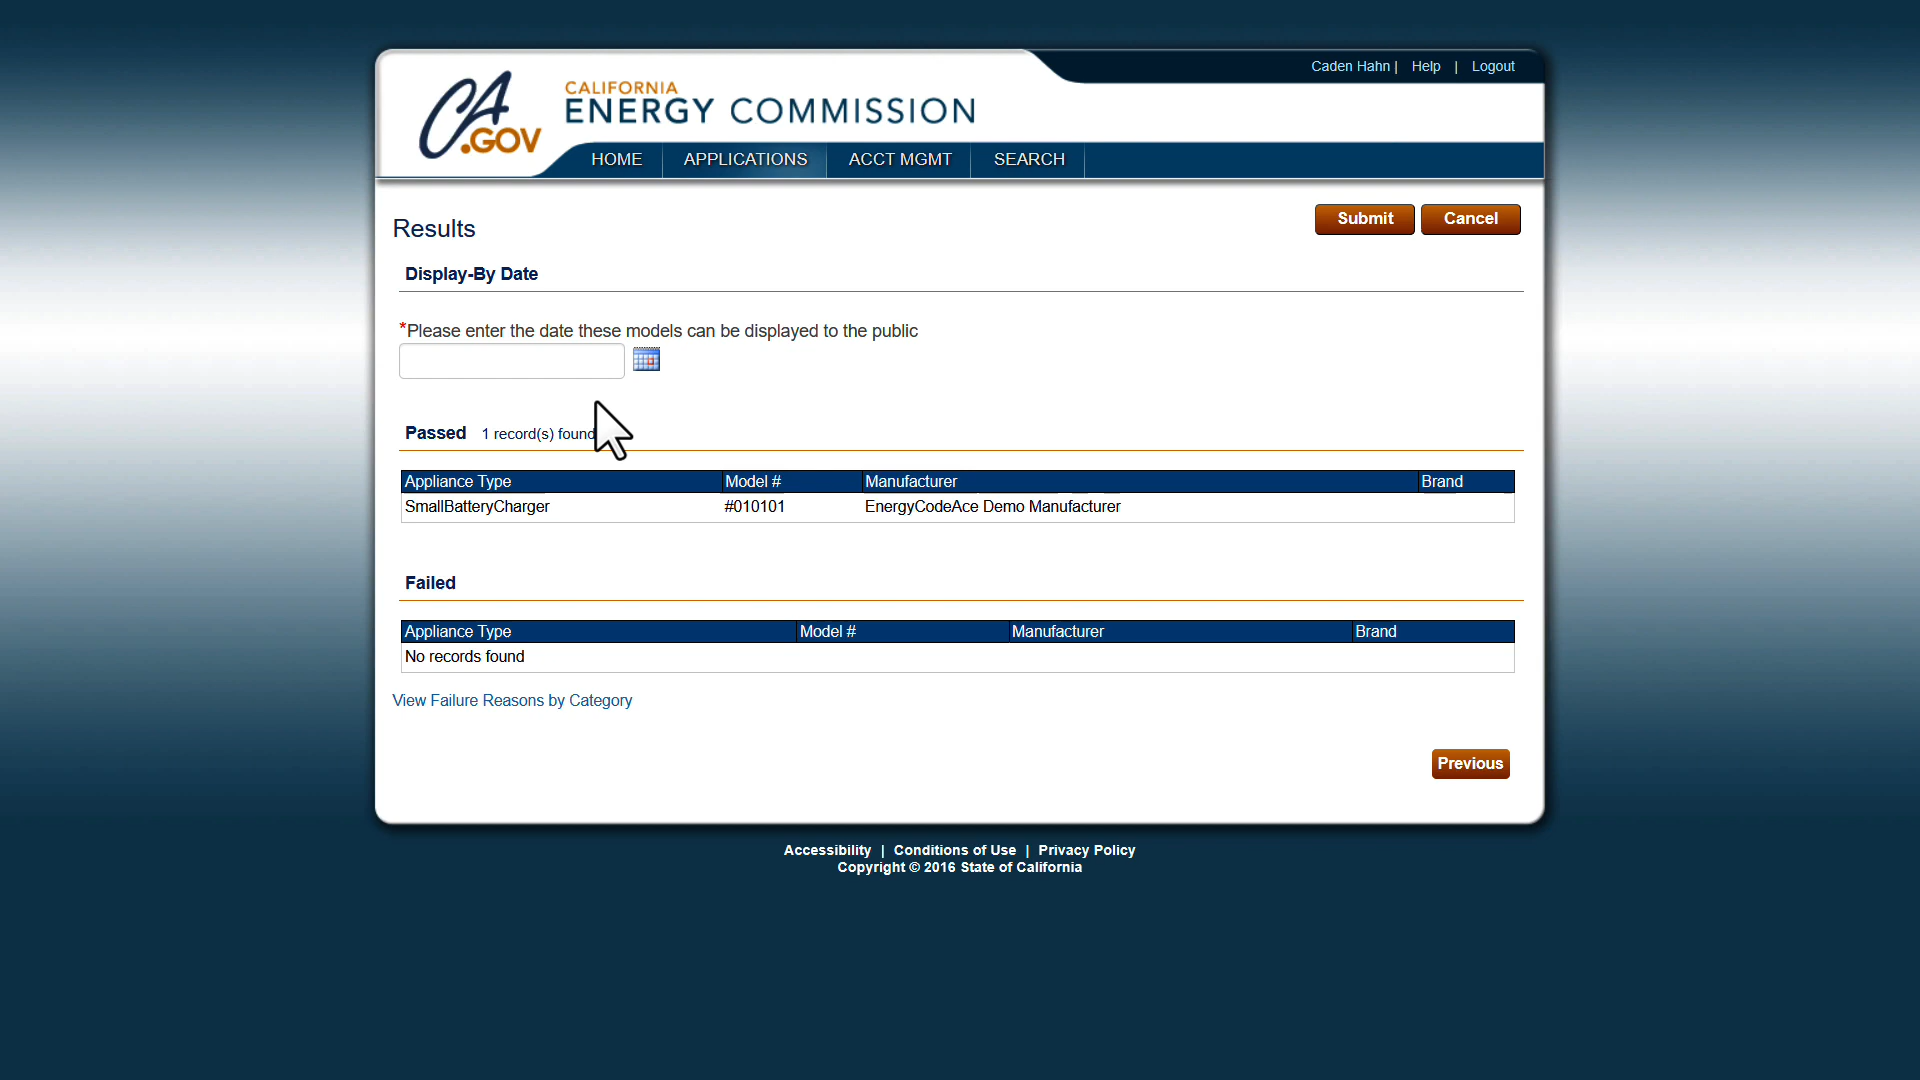 Caden Hahn | Help | Logout
CA.GOV
CALIFORNIA
ENERGY COMMISSION
HOME APPLICATIONS ACCT MGMT SEARCH
Results
Submit Cancel
Display-By Date
*Please enter the date these models can be displayed to the public
Passed 1 record(s) found
Appliance Type Model # Manufacturer Brand
SmallBatteryCharger #010101 EnergyCodeAce Demo Manufacturer
Failed
Appliance Type Model # Manufacturer Brand
No records found
View Failure Reasons by Category
Previous
Accessibility | Conditions of Use | Privacy Policy
Copyright © 2016 State of California